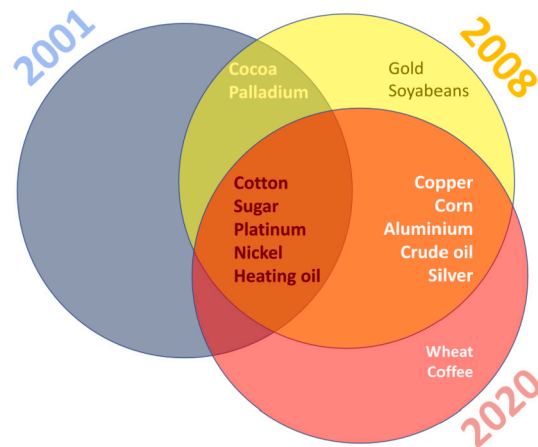 2001
2008
Cocoa
Palladium
Gold
Soyabeans
Cotton
Sugar
Platinum
Nickel
Heating oil
Copper
Corn
Aluminium
Crude oil
Silver
Wheat
Coffee
2020